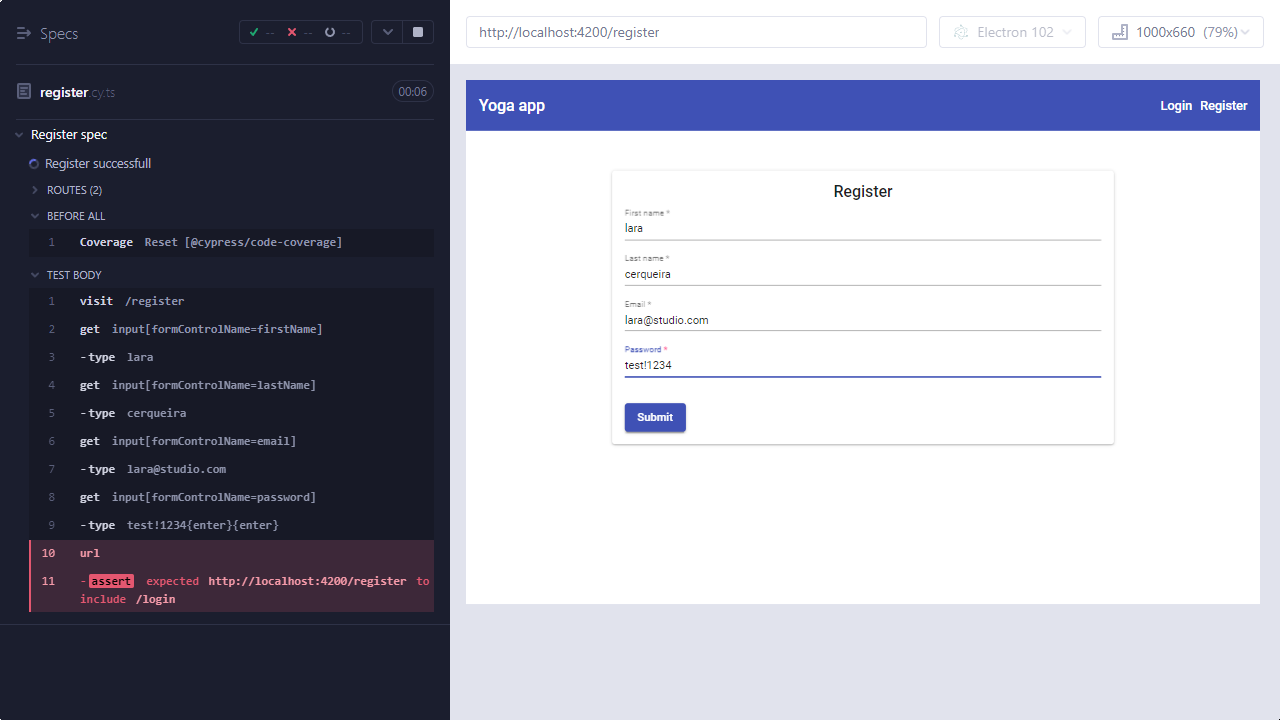 Specs
-- -- --
register.cy.ts 00:06
Register spec
Register successfull
ROUTES (2)
BEFORE ALL
1 Coverage Reset [@cypress/code-coverage]
TEST BODY
1 visit /register
2 get input[formControlName=firstName]
3 -type lara
4 get input[formControlName=lastName]
5 -type cerqueira
6 get input[formControlName=email]
7 -type lara@studio.com
8 get input[formControlName=password]
9 -type test!1234{enter}{enter}
10 url
11 -assert expected http://localhost:4200/register to
include /login
http://localhost:4200/register Electron 102 1000x660 (79%)
Yoga app Login Register
Register
First name *
lara
Last name *
cerqueira
Email *
lara@studio.com
Password *
test!1234
Submit